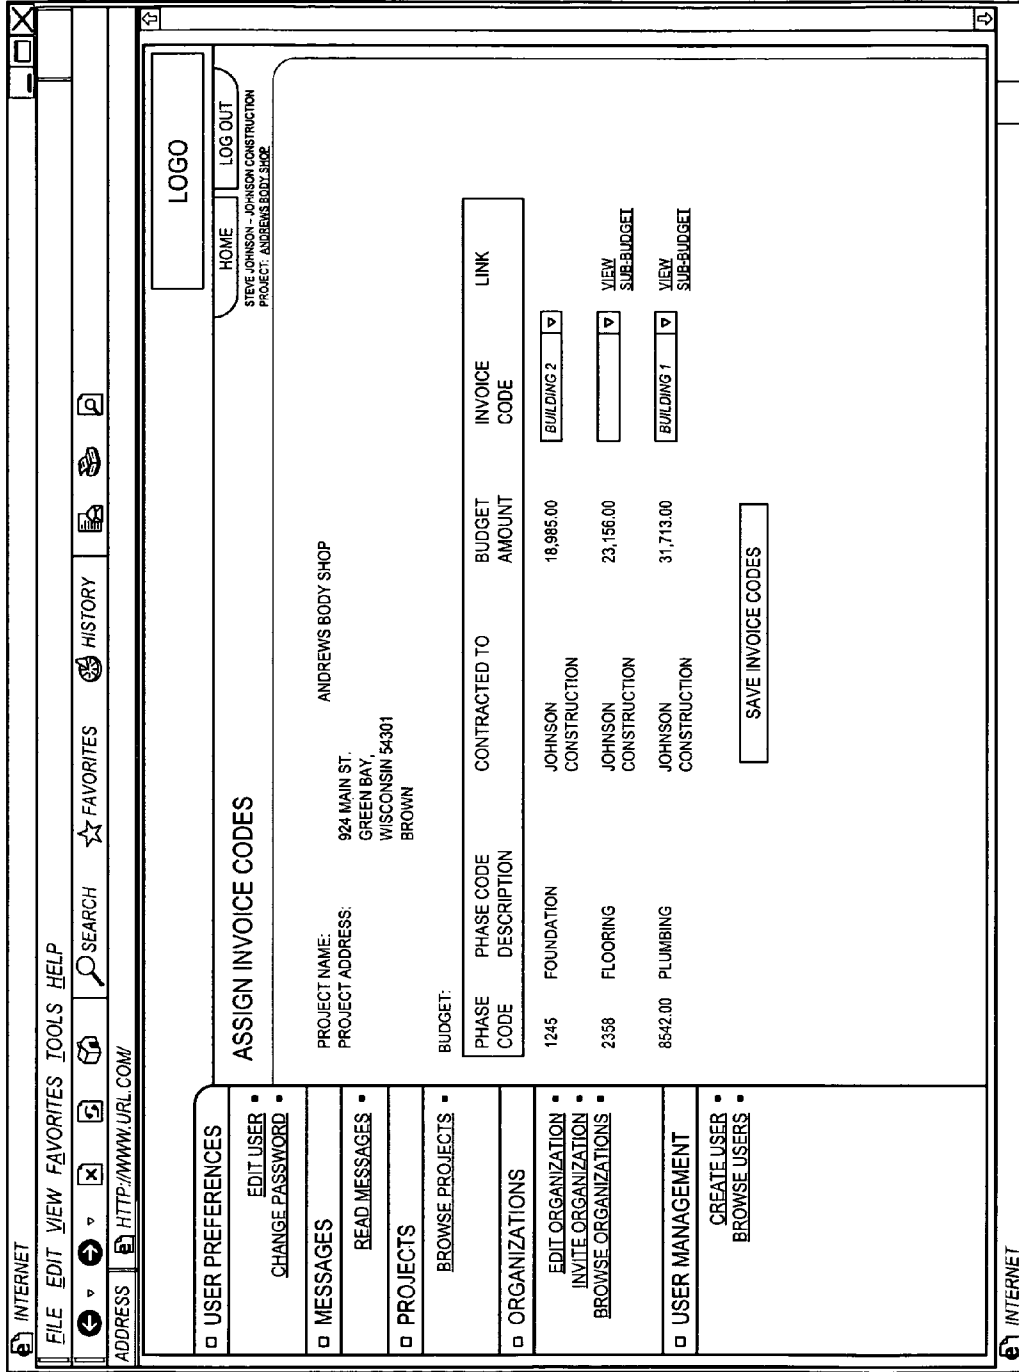 INTERNET
FILE EDIT VIEW FAVORITES TOOLS HELP
SEARCH FAVORITES HISTORY
ADDRESS HTTP://WWW.URL.COM/
LOGO
HOME LOG OUT
STEVE JOHNSON – JOHNSON CONSTRUCTION
PROJECT: ANDREWS BODY SHOP
USER PREFERENCES
EDIT USER
CHANGE PASSWORD
MESSAGES
READ MESSAGES
PROJECTS
BROWSE PROJECTS
ORGANIZATIONS
EDIT ORGANIZATION
INVITE ORGANIZATION
BROWSE ORGANIZATIONS
USER MANAGEMENT
CREATE USER
BROWSE USERS
ASSIGN INVOICE CODES
PROJECT NAME: ANDREWS BODY SHOP
PROJECT ADDRESS: 924 MAIN ST.
GREEN BAY,
WISCONSIN 54301
BROWN
BUDGET:
PHASE PHASE CODE CONTRACTED TO BUDGET INVOICE LINK
CODE DESCRIPTION AMOUNT CODE
1245 FOUNDATION JOHNSON 18,985.00 BUILDING 2
CONSTRUCTION
2358 FLOORING JOHNSON 23,156.00 VIEW
CONSTRUCTION SUB-BUDGET
8542.00 PLUMBING JOHNSON 31,713.00 BUILDING 1 VIEW
CONSTRUCTION SUB-BUDGET
SAVE INVOICE CODES
INTERNET